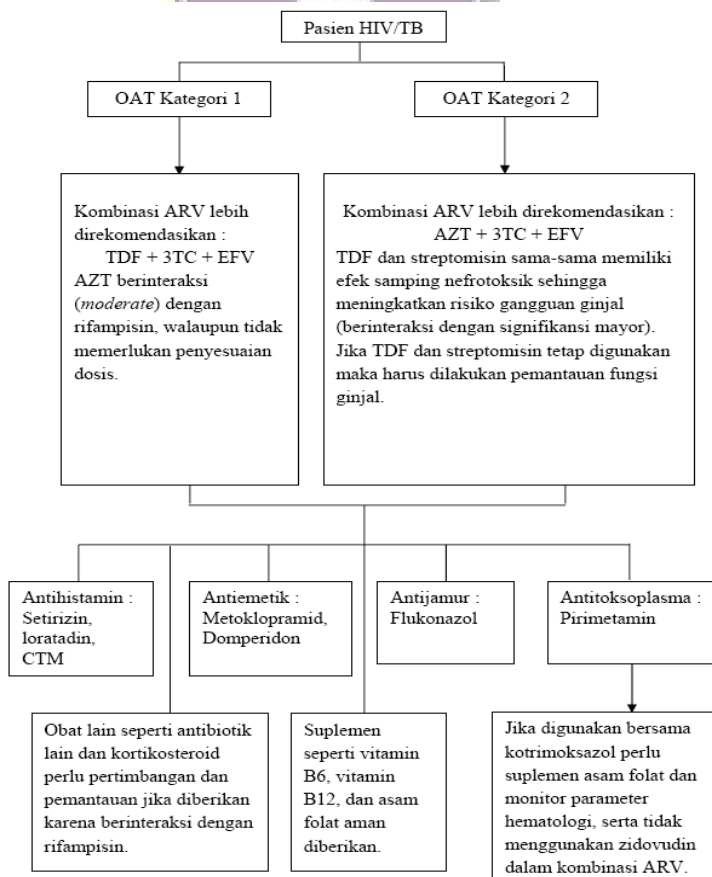 Pasien HIV/TB
OAT Kategori 1
OAT Kategori 2
Kombinasi ARV lebih
direkomendasikan :
TDF + 3TC + EFV
AZT berinteraksi
(moderate) dengan
rifampisin, walaupun tidak
memerlukan penyesuaian
dosis.
Kombinasi ARV lebih direkomendasikan :
AZT + 3TC + EFV
TDF dan streptomisin sama-sama memiliki
efek samping nefrotoksik sehingga
meningkatkan risiko gangguan ginjal
(berinteraksi dengan signifikansi mayor).
Jika TDF dan streptomisin tetap digunakan
maka harus dilakukan pemantauan fungsi
ginjal.
Antihistamin :
Setirizin,
loratadin,
CTM
Antiemetik :
Metoklopramid,
Domperidon
Antijamur :
Flukonazol
Antitoksoplasma :
Pirimetamin
Obat lain seperti antibiotik
lain dan kortikosteroid
perlu pertimbangan dan
pemantauan jika diberikan
karena berinteraksi dengan
rifampisin.
Suplemen
seperti vitamin
B6, vitamin
B12, dan asam
folat aman
diberikan.
Jika digunakan bersama
kotrimoksazol perlu
suplemen asam folat dan
monitor parameter
hematologi, serta tidak
menggunakan zidovudin
dalam kombinasi ARV.